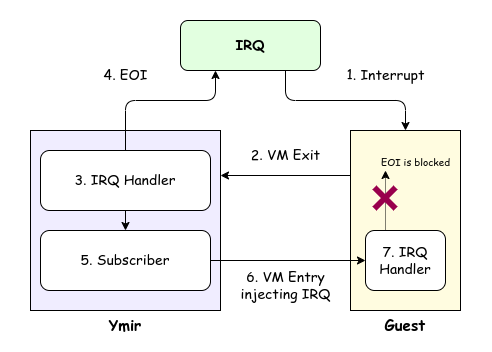 IRQ
4. EOI
1. Interrupt
2. VM Exit
EOI is blocked
3. IRQ Handler
5. Subscriber
7. IRQ
Handler
6. VM Entry
injecting IRQ
Ymir
Guest